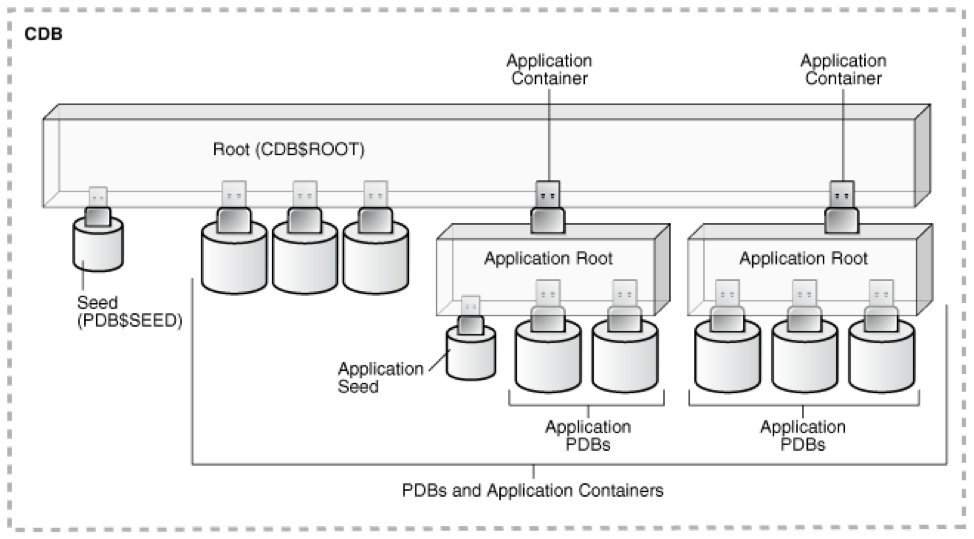 CDB
Application
Container
Application
Container
Root (CDB$ROOT)
Application Root
Application Root
Seed
(PDB$SEED)
Application
Seed
Application
PDBs
Application
PDBs
PDBs and Application Containers